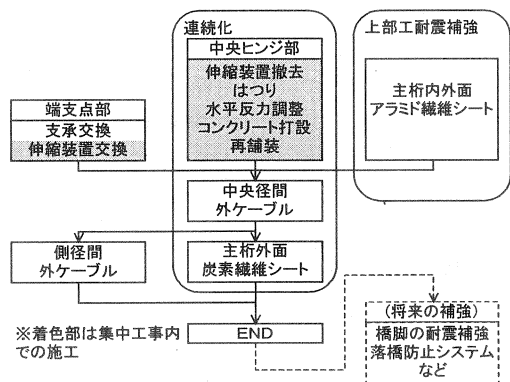 連続化
中央ヒンジ部
伸縮装置撤去
はつり
水平反力調整
コンクリート打設
再舗装
上部工耐震補強
主桁内外面
アラミド繊維シート
端支点部
支承交換
伸縮装置交換
中央径間
外ケーブル
側径間
外ケーブル
主桁外面
炭素繊維シート
END
※着色部は集中工事内
での施工
(将来の補強)
橋脚の耐震補強
落橋防止システム
など